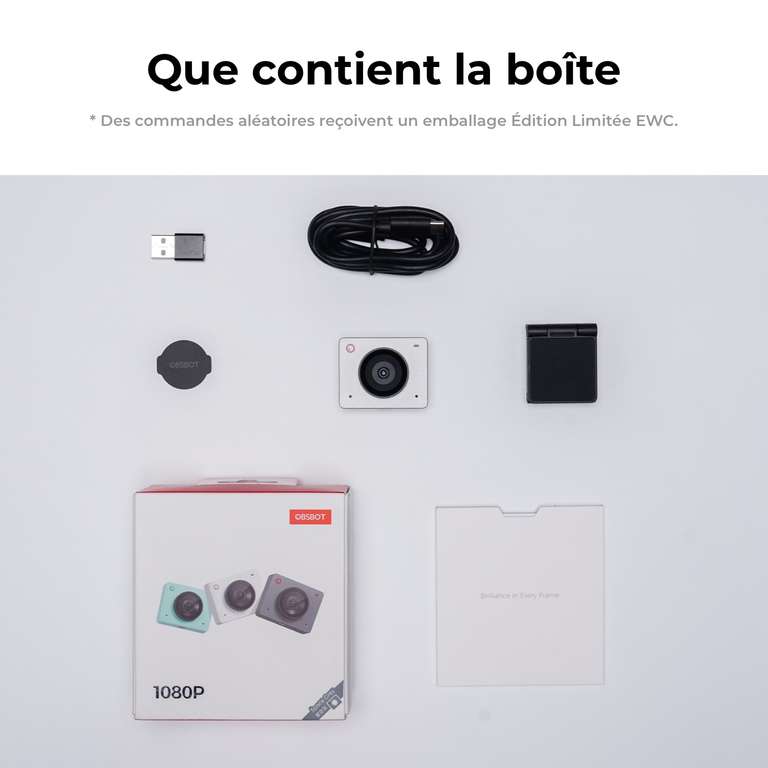 Que contient la boîte
* Des commandes aléatoires reçoivent un emballage Édition Limitée EWC.
OBSBOT
OBSBOT
Brilliance in Every Frame
1080P